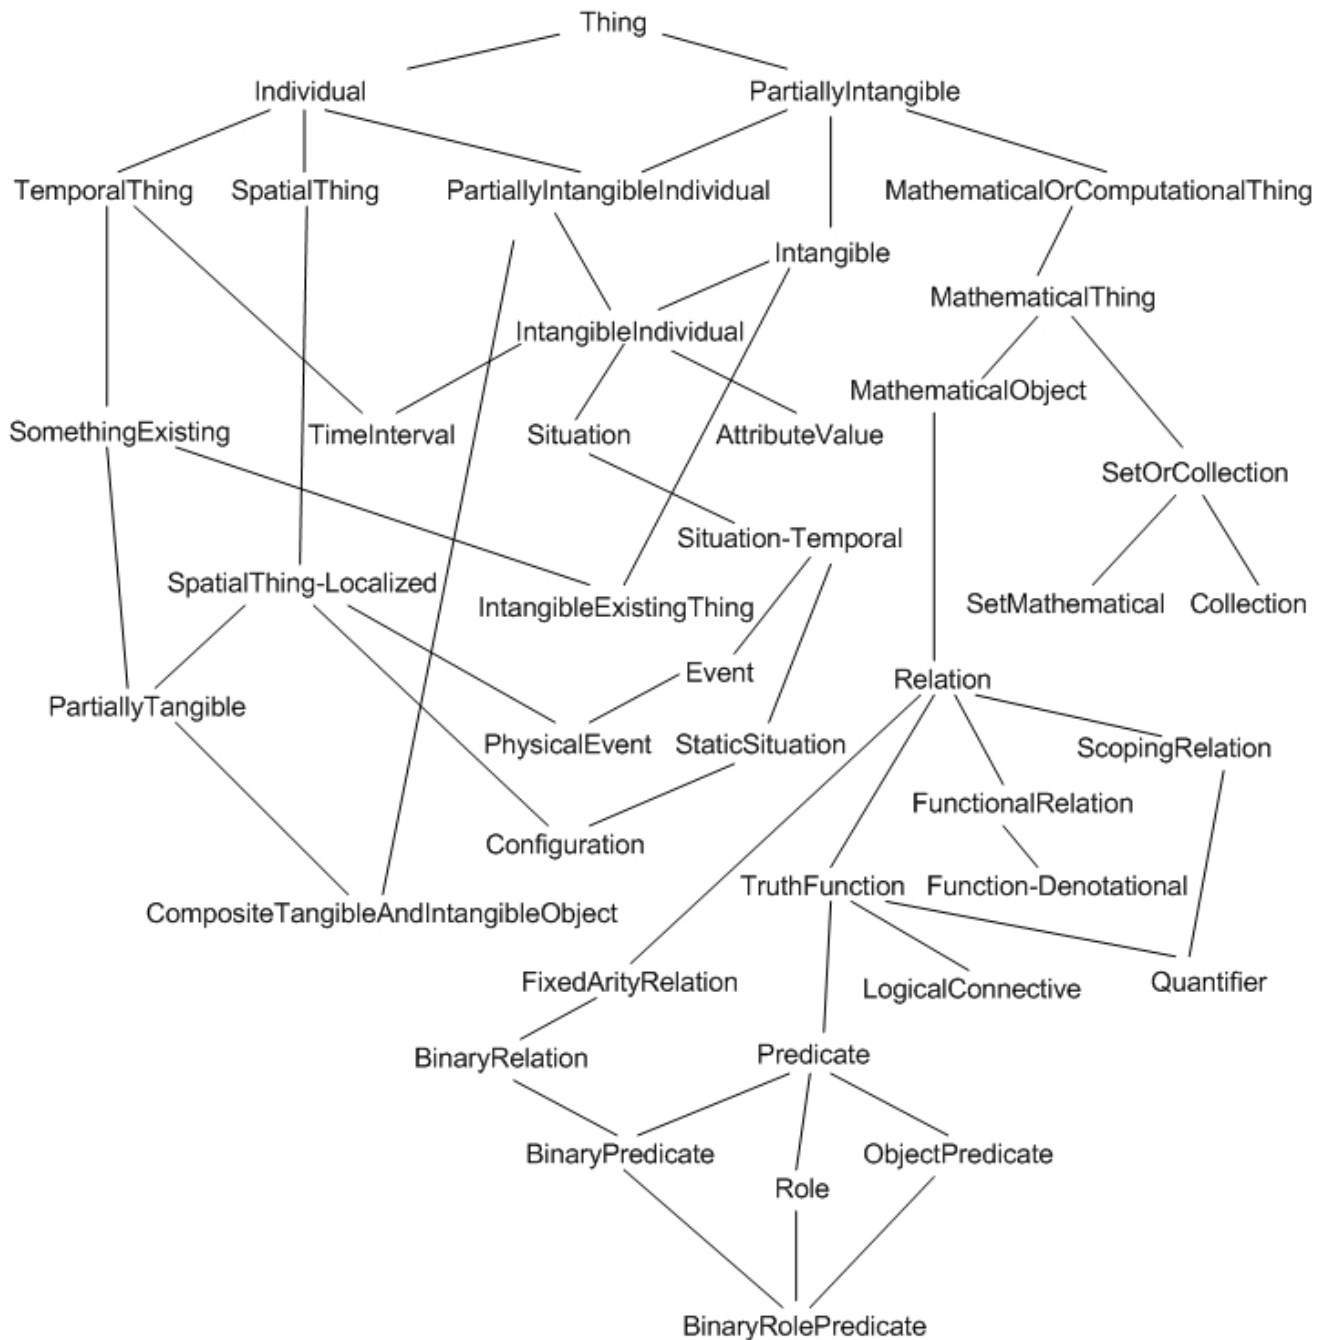 Thing
Individual
PartiallyIntangible
TemporalThing
SpatialThing
PartiallyIntangibleIndividual
MathematicalOrComputationalThing
Intangible
MathematicalThing
IntangibleIndividual
MathematicalObject
SomethingExisting
TimeInterval
Situation
AttributeValue
SetOrCollection
Situation-Temporal
SpatialThing-Localized
IntangibleExistingThing
SetMathematical
Collection
Event
Relation
PartiallyTangible
PhysicalEvent
StaticSituation
ScopingRelation
FunctionalRelation
Configuration
TruthFunction
Function-Denotational
CompositeTangibleAndIntangibleObject
FixedArityRelation
LogicalConnective
Quantifier
BinaryRelation
Predicate
BinaryPredicate
ObjectPredicate
Role
BinaryRolePredicate